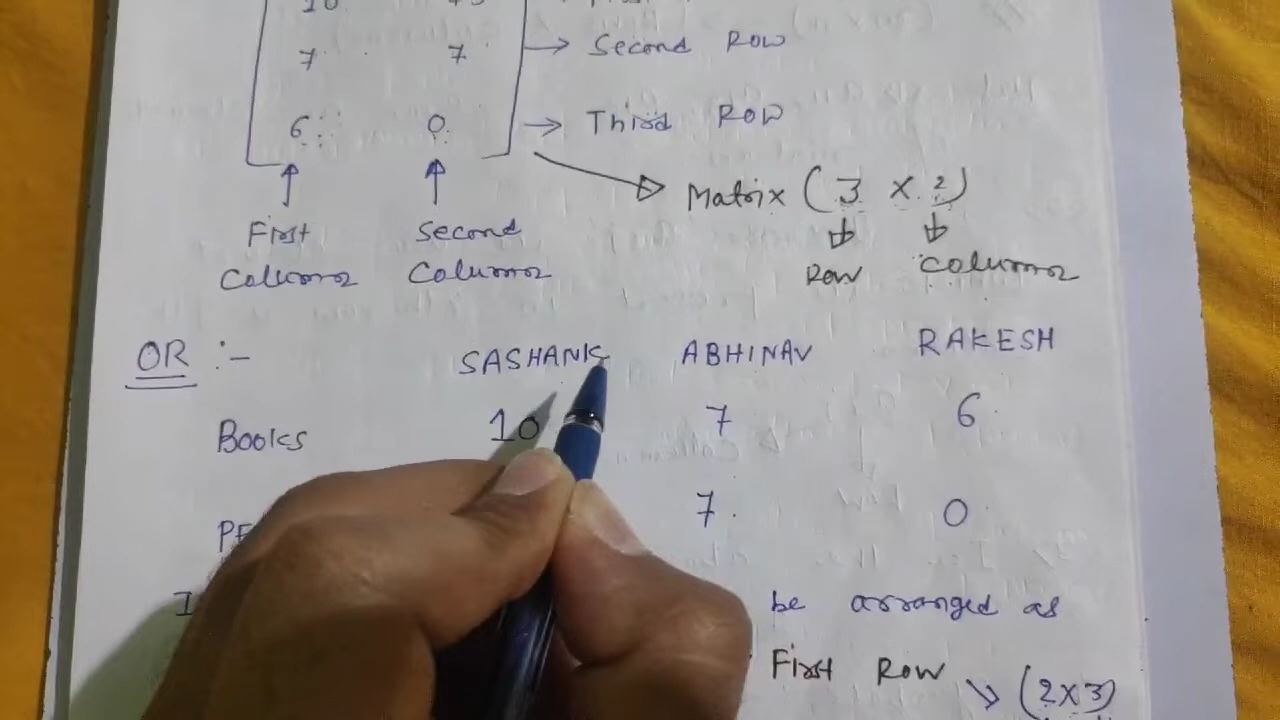 10
7 7 → Second Row
6 0 → Third Row
Matrix (3 x 2)
First Second Row Column
Column Column
OR :- SASHANK ABHINAV RAKESH
Books 10 7 6
7 0
be arranged as
First Row (2x3)